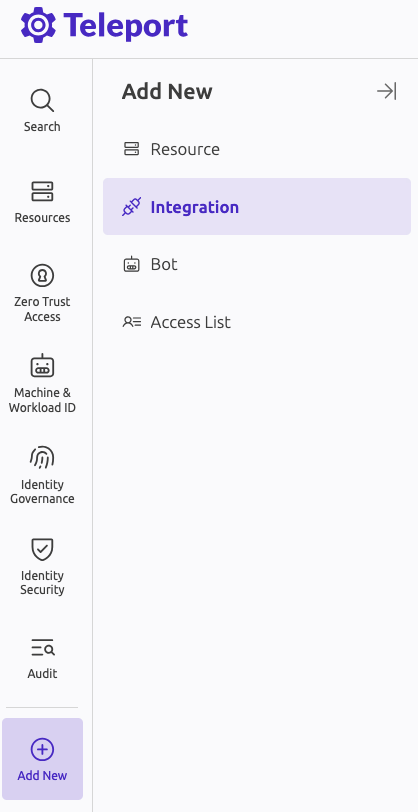 Teleport
Search
Resources
Zero Trust
Access
Machine &
Workload ID
Identity
Governance
Identity
Security
Audit
Add New
Add New
Resource
Integration
Bot
Access List